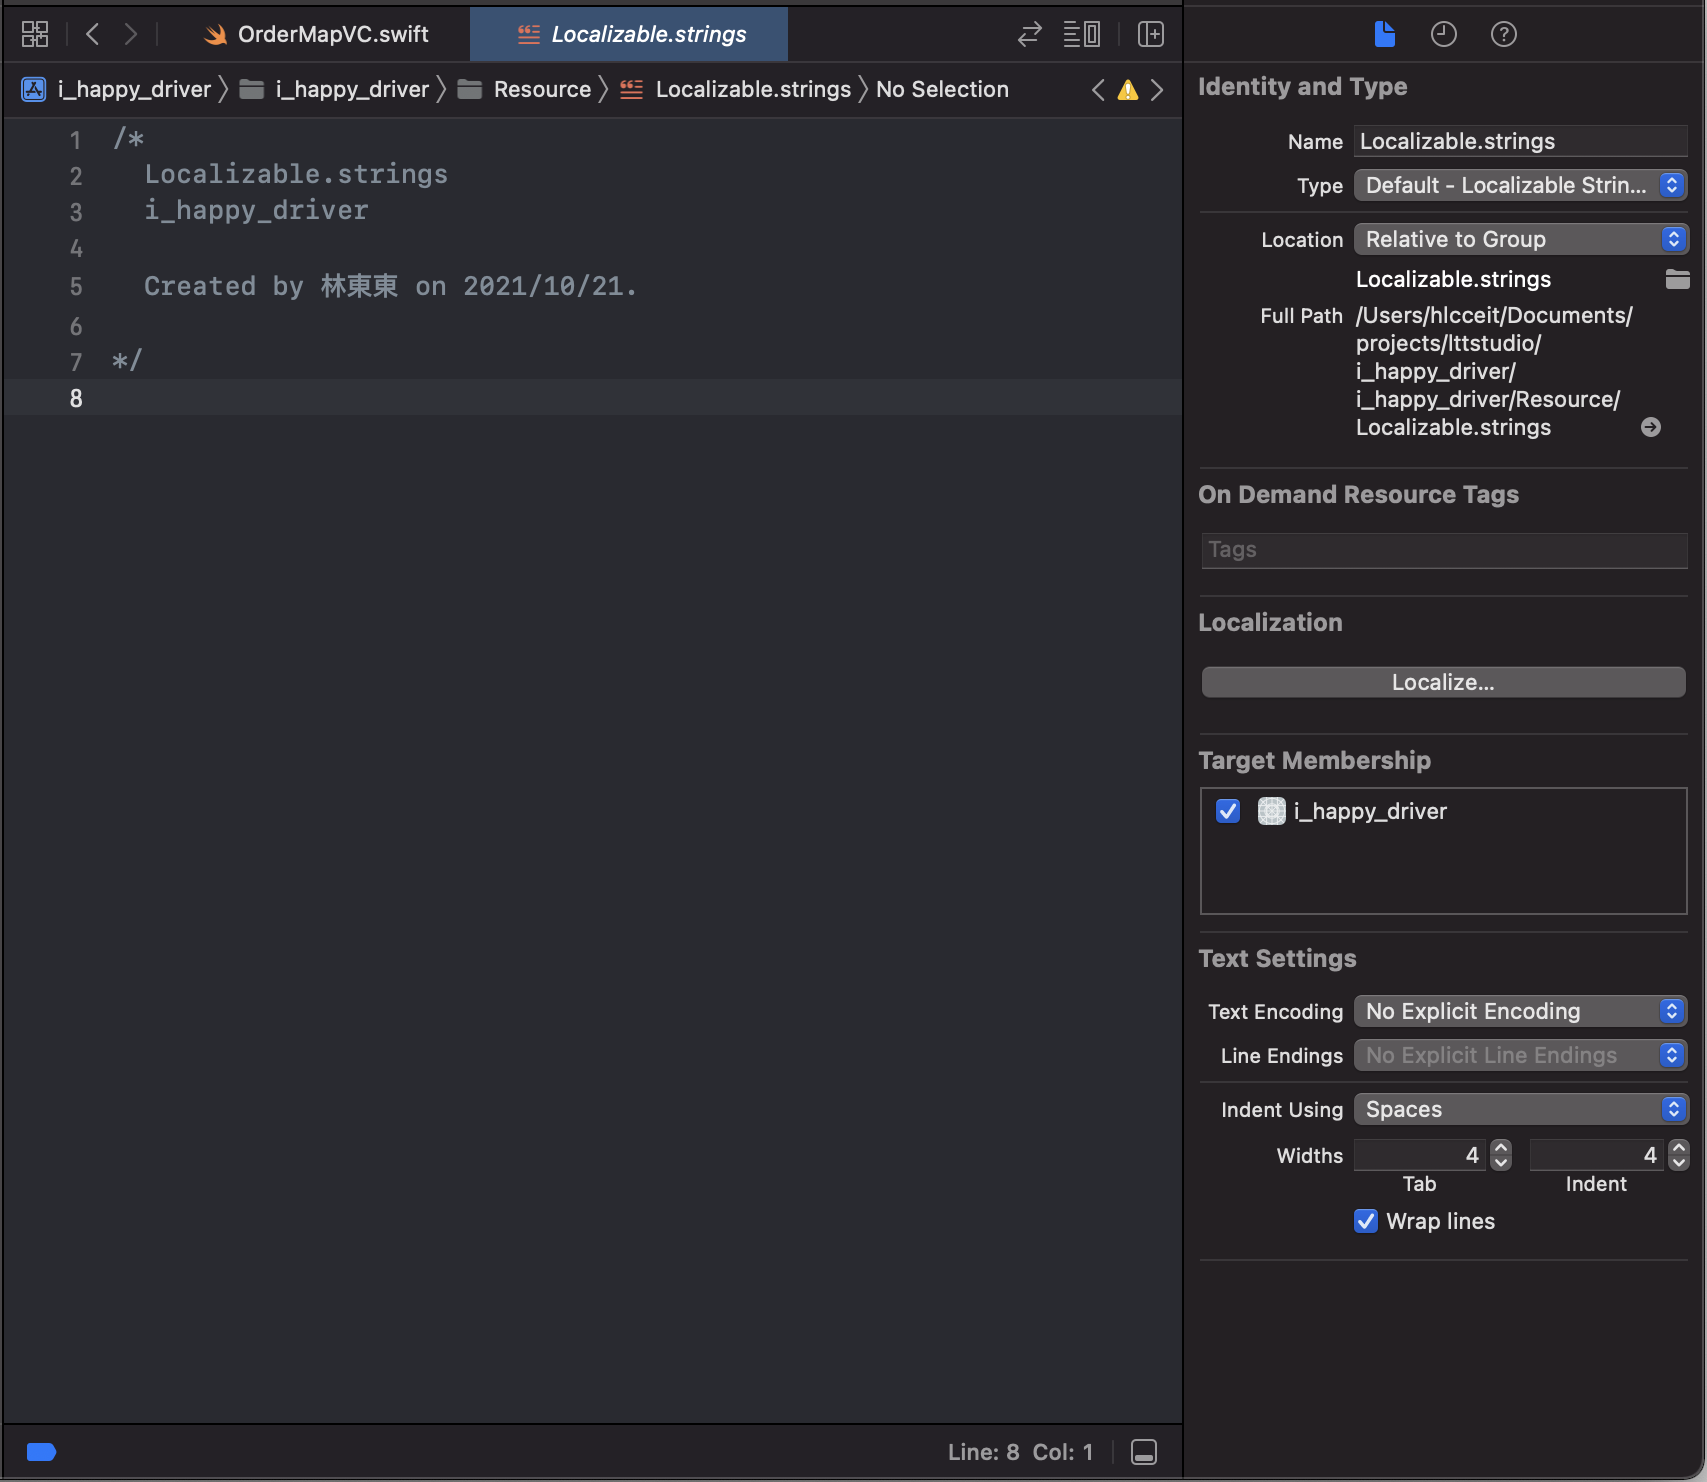 OrderMapVC.swift
Localizable.strings
i_happy_driver
i_happy_driver
Resource
Localizable.strings
No Selection
1 /*
2 Localizable.strings
3 i_happy_driver
4
5 Created by 林東東 on 2021/10/21.
6
7 */
8
Line: 8 Col: 1
Identity and Type
Name Localizable.strings
Type Default - Localizable Strin...
Location Relative to Group
Localizable.strings
Full Path /Users/hlcceit/Documents/
projects/lttstudio/
i_happy_driver/
i_happy_driver/Resource/
Localizable.strings
On Demand Resource Tags
Tags
Localization
Localize...
Target Membership
i_happy_driver
Text Settings
Text Encoding No Explicit Encoding
Line Endings No Explicit Line Endings
Indent Using Spaces
Widths 4 4
Tab Indent
Wrap lines